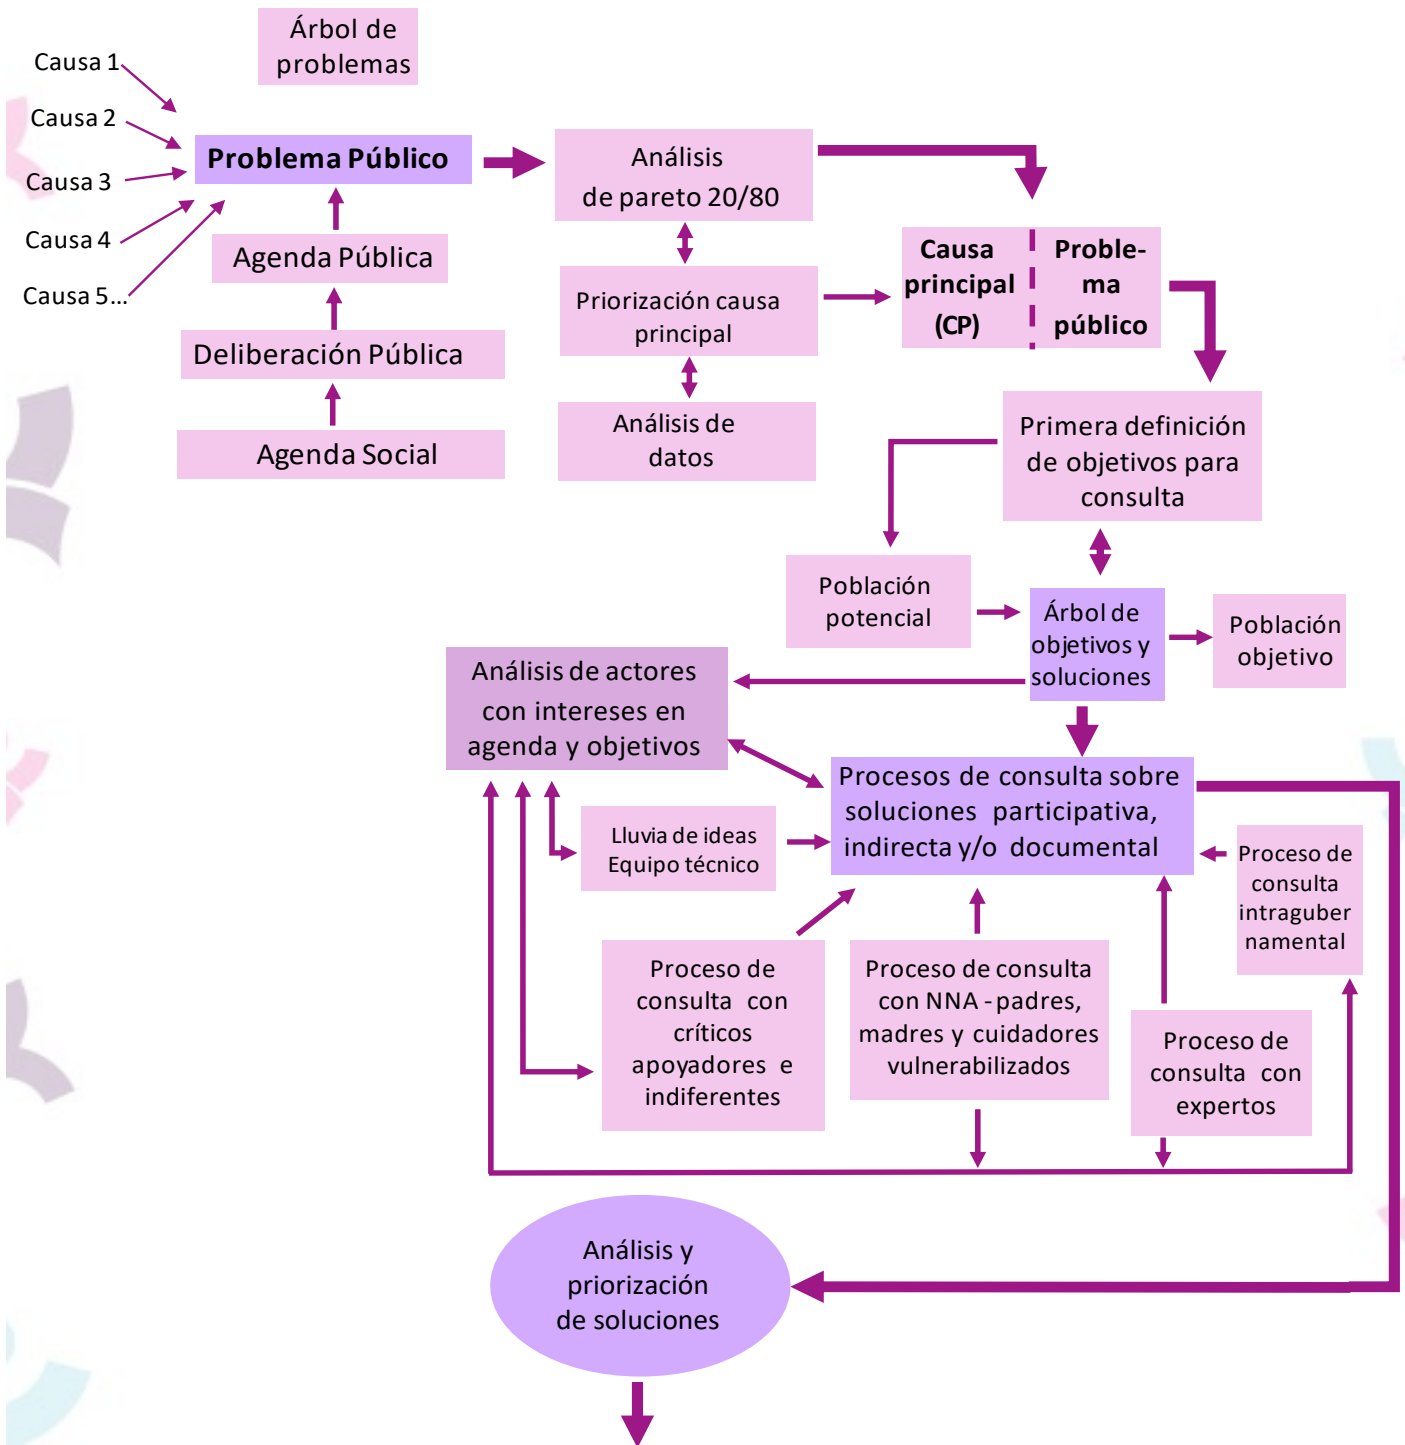 Árbol de
problemas
Causa 1
Causa 2
Causa 3
Causa 4
Causa 5...
Problema Público
Agenda Pública
Deliberación Pública
Agenda Social
Análisis
de pareto 20/80
Priorización causa
principal
Análisis de
datos
Causa
principal
(CP)
Proble-
ma
público
Primera definición
de objetivos para
consulta
Población
potencial
Árbol de
objetivos y
soluciones
Población
objetivo
Análisis de actores
con intereses en
agenda y objetivos
Procesos de consulta sobre
soluciones participativa,
indirecta y/o documental
Lluvia de ideas
Equipo técnico
Proceso de
consulta
intraguber
namental
Proceso de
consulta con
críticos
apoyadores e
indiferentes
Proceso de consulta
con NNA - padres,
madres y cuidadores
vulnerabilizados
Proceso de
consulta con
expertos
Análisis y
priorización
de soluciones